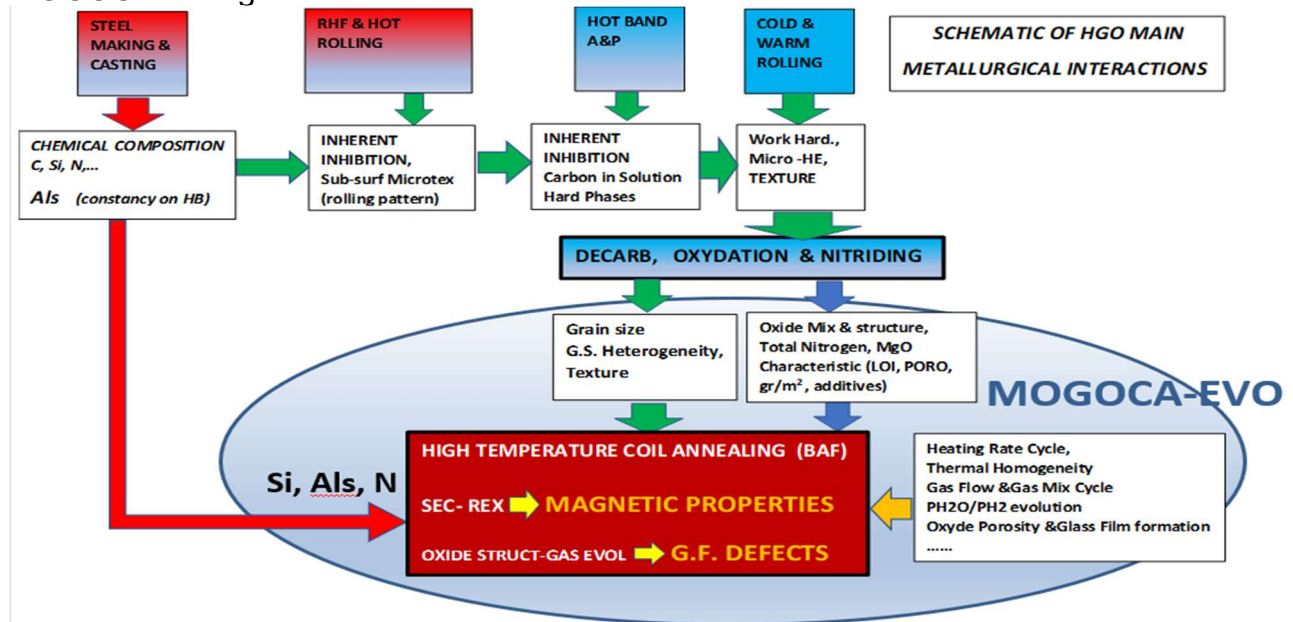 STEEL
MAKING &
CASTING
RHF & HOT
ROLLING
HOT BAND
A&P
COLD &
WARM
ROLLING
SCHEMATIC OF HGO MAIN
METALLURGICAL INTERACTIONS
CHEMICAL COMPOSITION
C, Si, N,...
Als (constancy on HB)
INHERENT
INHIBITION,
Sub-surf Microtex
(rolling pattern)
INHERENT
INHIBITION
Carbon in Solution
Hard Phases
Work Hard.,
Micro -HE,
TEXTURE
DECARB, OXYDATION & NITRIDING
Grain size
G.S. Heterogeneity,
Texture
Oxide Mix & structure,
Total Nitrogen, MgO
Characteristic (LOI, PORO,
gr/m², additives)
MOGOCA-EVO
Si, Als, N
HIGH TEMPERATURE COIL ANNEALING (BAF)
SEC- REX MAGNETIC PROPERTIES
OXIDE STRUCT-GAS EVOL G.F. DEFECTS
Heating Rate Cycle,
Thermal Homogeneity
Gas Flow &Gas Mix Cycle
PH2O/PH2 evolution
Oxyde Porosity &Glass Film formation
......